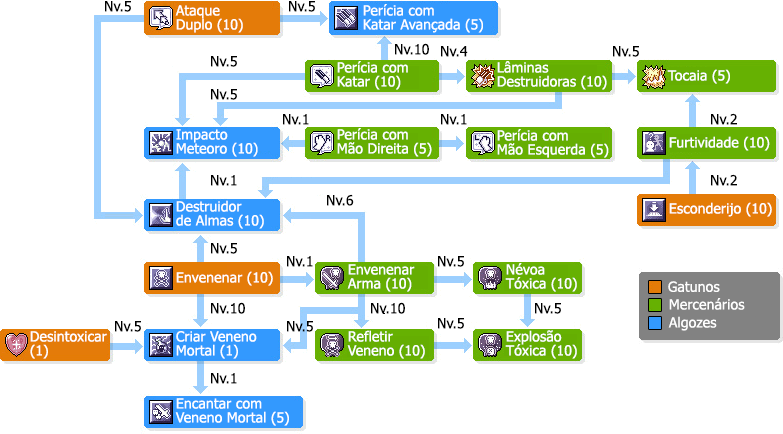 Nv.5
Ataque
Duplo (10)
Nv.5
Perícia com
Katar Avançada (5)
Nv.10
Nv.4
Nv.5
Nv.5
Perícia com
Katar (10)
Lâminas
Destruidoras (10)
Tocaia (5)
Nv.5
Nv.1
Nv.1
Nv.2
Impacto
Meteoro (10)
Perícia com
Mão Direita (5)
Perícia com
Mão Esquerda (5)
Furtividade (10)
Nv.1
Nv.2
Nv.6
Destruidor
de Almas (10)
Esconderijo (10)
Nv.5
Nv.1
Nv.5
Envenenar (10)
Envenenar
Arma (10)
Névoa
Tóxica (10)
Gatunos
Mercenários
Algozes
Nv.10
Nv.10
Nv.5
Desintoxicar
(1)
Nv.5
Criar Veneno
Mortal (1)
Nv.5
Refletir
Veneno (10)
Nv.5
Explosão
Tóxica (10)
Nv.1
Encantar com
Veneno Mortal (5)